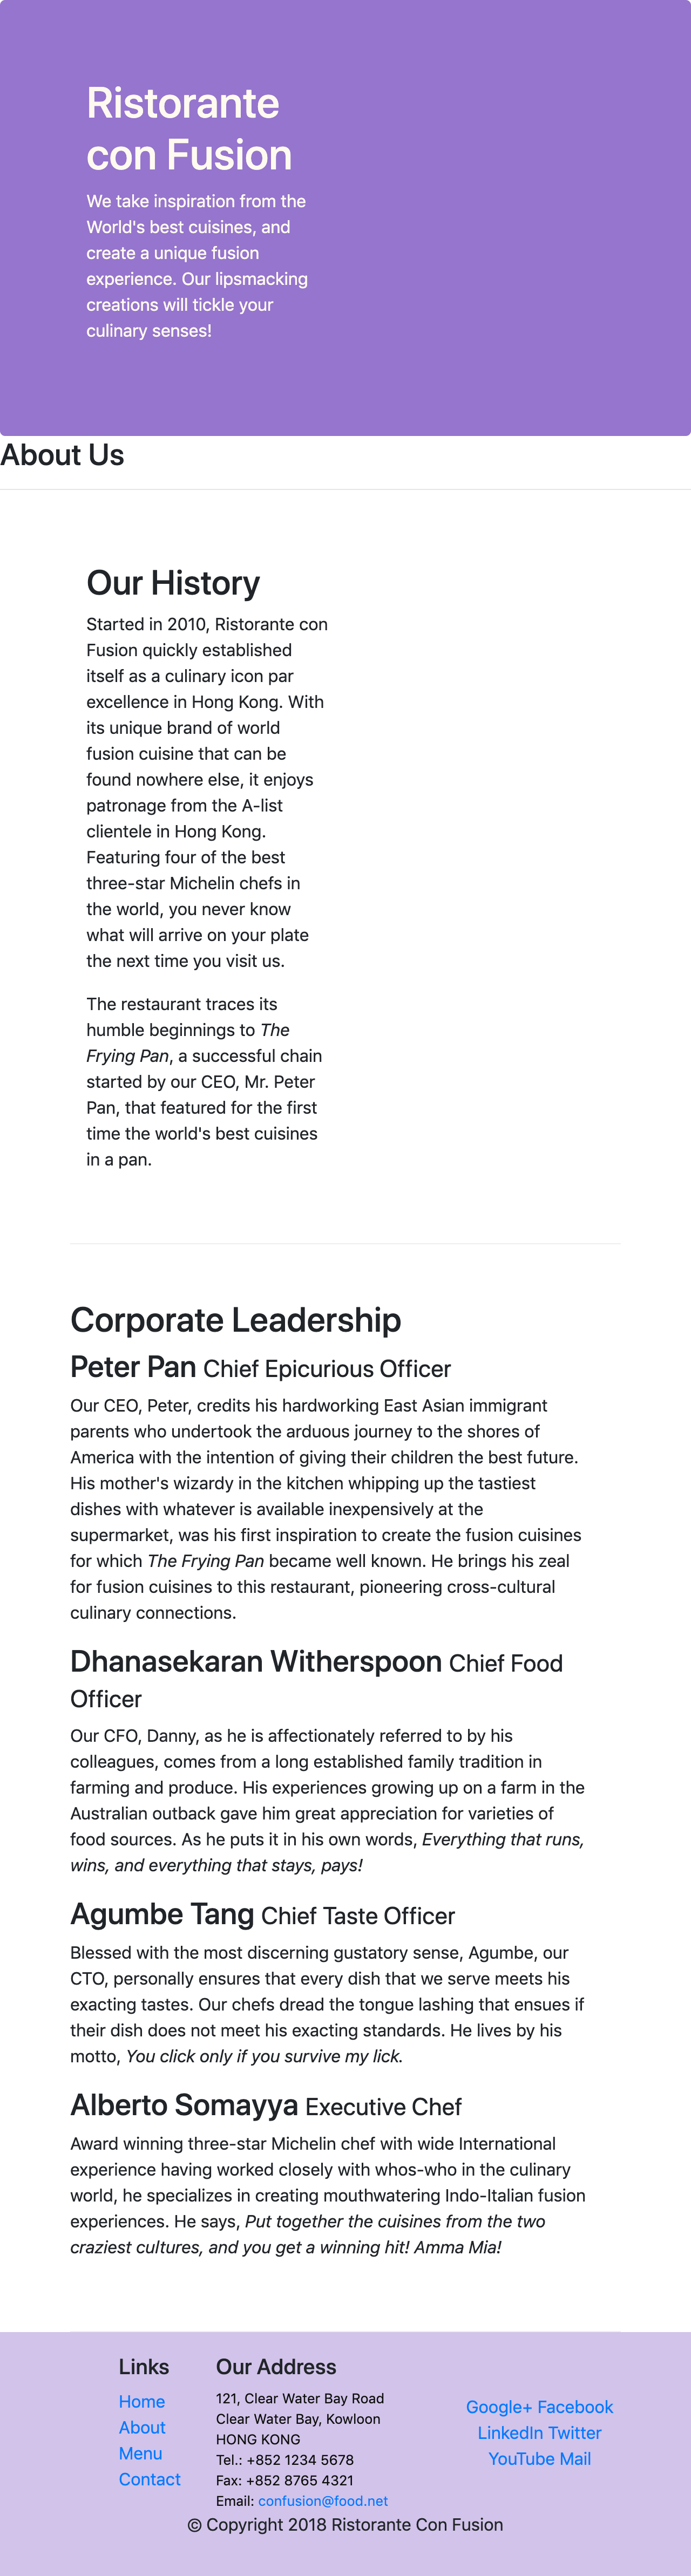 Ristorante
con Fusion
We take inspiration from the
World's best cuisines, and
create a unique fusion
experience. Our lipsmacking
creations will tickle your
culinary senses!
About Us
Our History
Started in 2010, Ristorante con
Fusion quickly established
itself as a culinary icon par
excellence in Hong Kong. With
its unique brand of world
fusion cuisine that can be
found nowhere else, it enjoys
patronage from the A-list
clientele in Hong Kong.
Featuring four of the best
three-star Michelin chefs in
the world, you never know
what will arrive on your plate
the next time you visit us.
The restaurant traces its
humble beginnings to The
Frying Pan, a successful chain
started by our CEO, Mr. Peter
Pan, that featured for the first
time the world's best cuisines
in a pan.
Corporate Leadership
Peter Pan Chief Epicurious Officer
Our CEO, Peter, credits his hardworking East Asian immigrant
parents who undertook the arduous journey to the shores of
America with the intention of giving their children the best future.
His mother's wizardy in the kitchen whipping up the tastiest
dishes with whatever is available inexpensively at the
supermarket, was his first inspiration to create the fusion cuisines
for which The Frying Pan became well known. He brings his zeal
for fusion cuisines to this restaurant, pioneering cross-cultural
culinary connections.
Dhanasekaran Witherspoon Chief Food
Officer
Our CFO, Danny, as he is affectionately referred to by his
colleagues, comes from a long established family tradition in
farming and produce. His experiences growing up on a farm in the
Australian outback gave him great appreciation for varieties of
food sources. As he puts it in his own words, Everything that runs,
wins, and everything that stays, pays!
Agumbe Tang Chief Taste Officer
Blessed with the most discerning gustatory sense, Agumbe, our
CTO, personally ensures that every dish that we serve meets his
exacting tastes. Our chefs dread the tongue lashing that ensues if
their dish does not meet his exacting standards. He lives by his
motto, You click only if you survive my lick.
Alberto Somayya Executive Chef
Award winning three-star Michelin chef with wide International
experience having worked closely with whos-who in the culinary
world, he specializes in creating mouthwatering Indo-Italian fusion
experiences. He says, Put together the cuisines from the two
craziest cultures, and you get a winning hit! Amma Mia!
Links
Home
About
Menu
Contact
Our Address
121, Clear Water Bay Road
Clear Water Bay, Kowloon
HONG KONG
Tel.: +852 1234 5678
Fax: +852 8765 4321
Email: confusion@food.net
Google+ Facebook
LinkedIn Twitter
YouTube Mail
© Copyright 2018 Ristorante Con Fusion